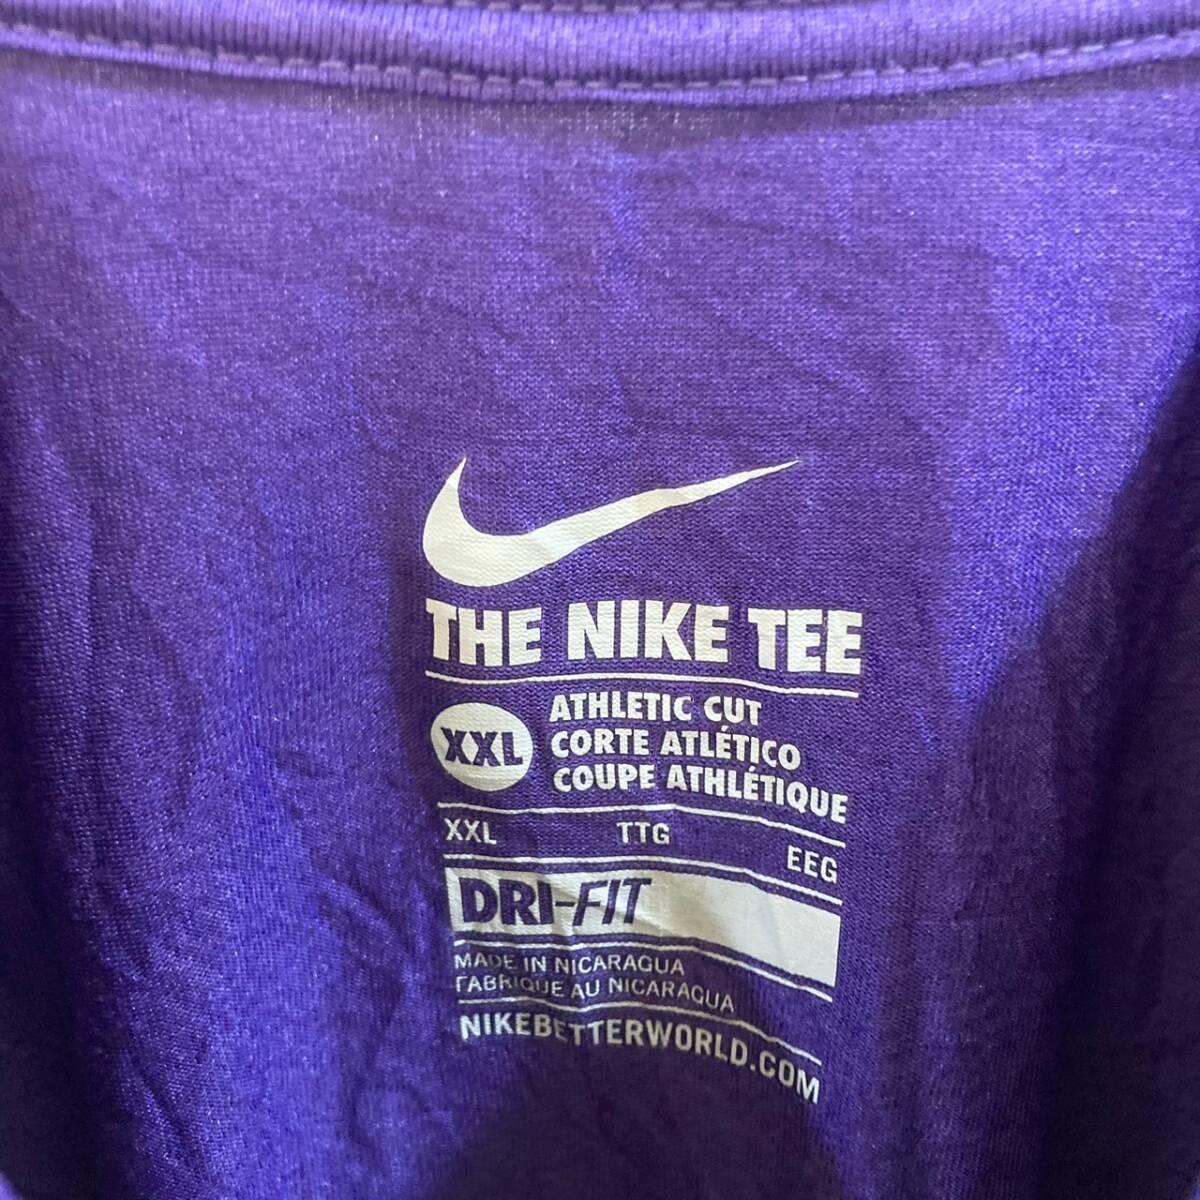 THE NIKE TEE
XXL
ATHLETIC CUT
CORTE ATLÉTICO
COUPE ATHLÉTIQUE
XXL TTG EEG
DRI-FIT
MADE IN NICARAGUA
FABRIQUE AU NICARAGUA
NIKEBETTERWORLD.COM